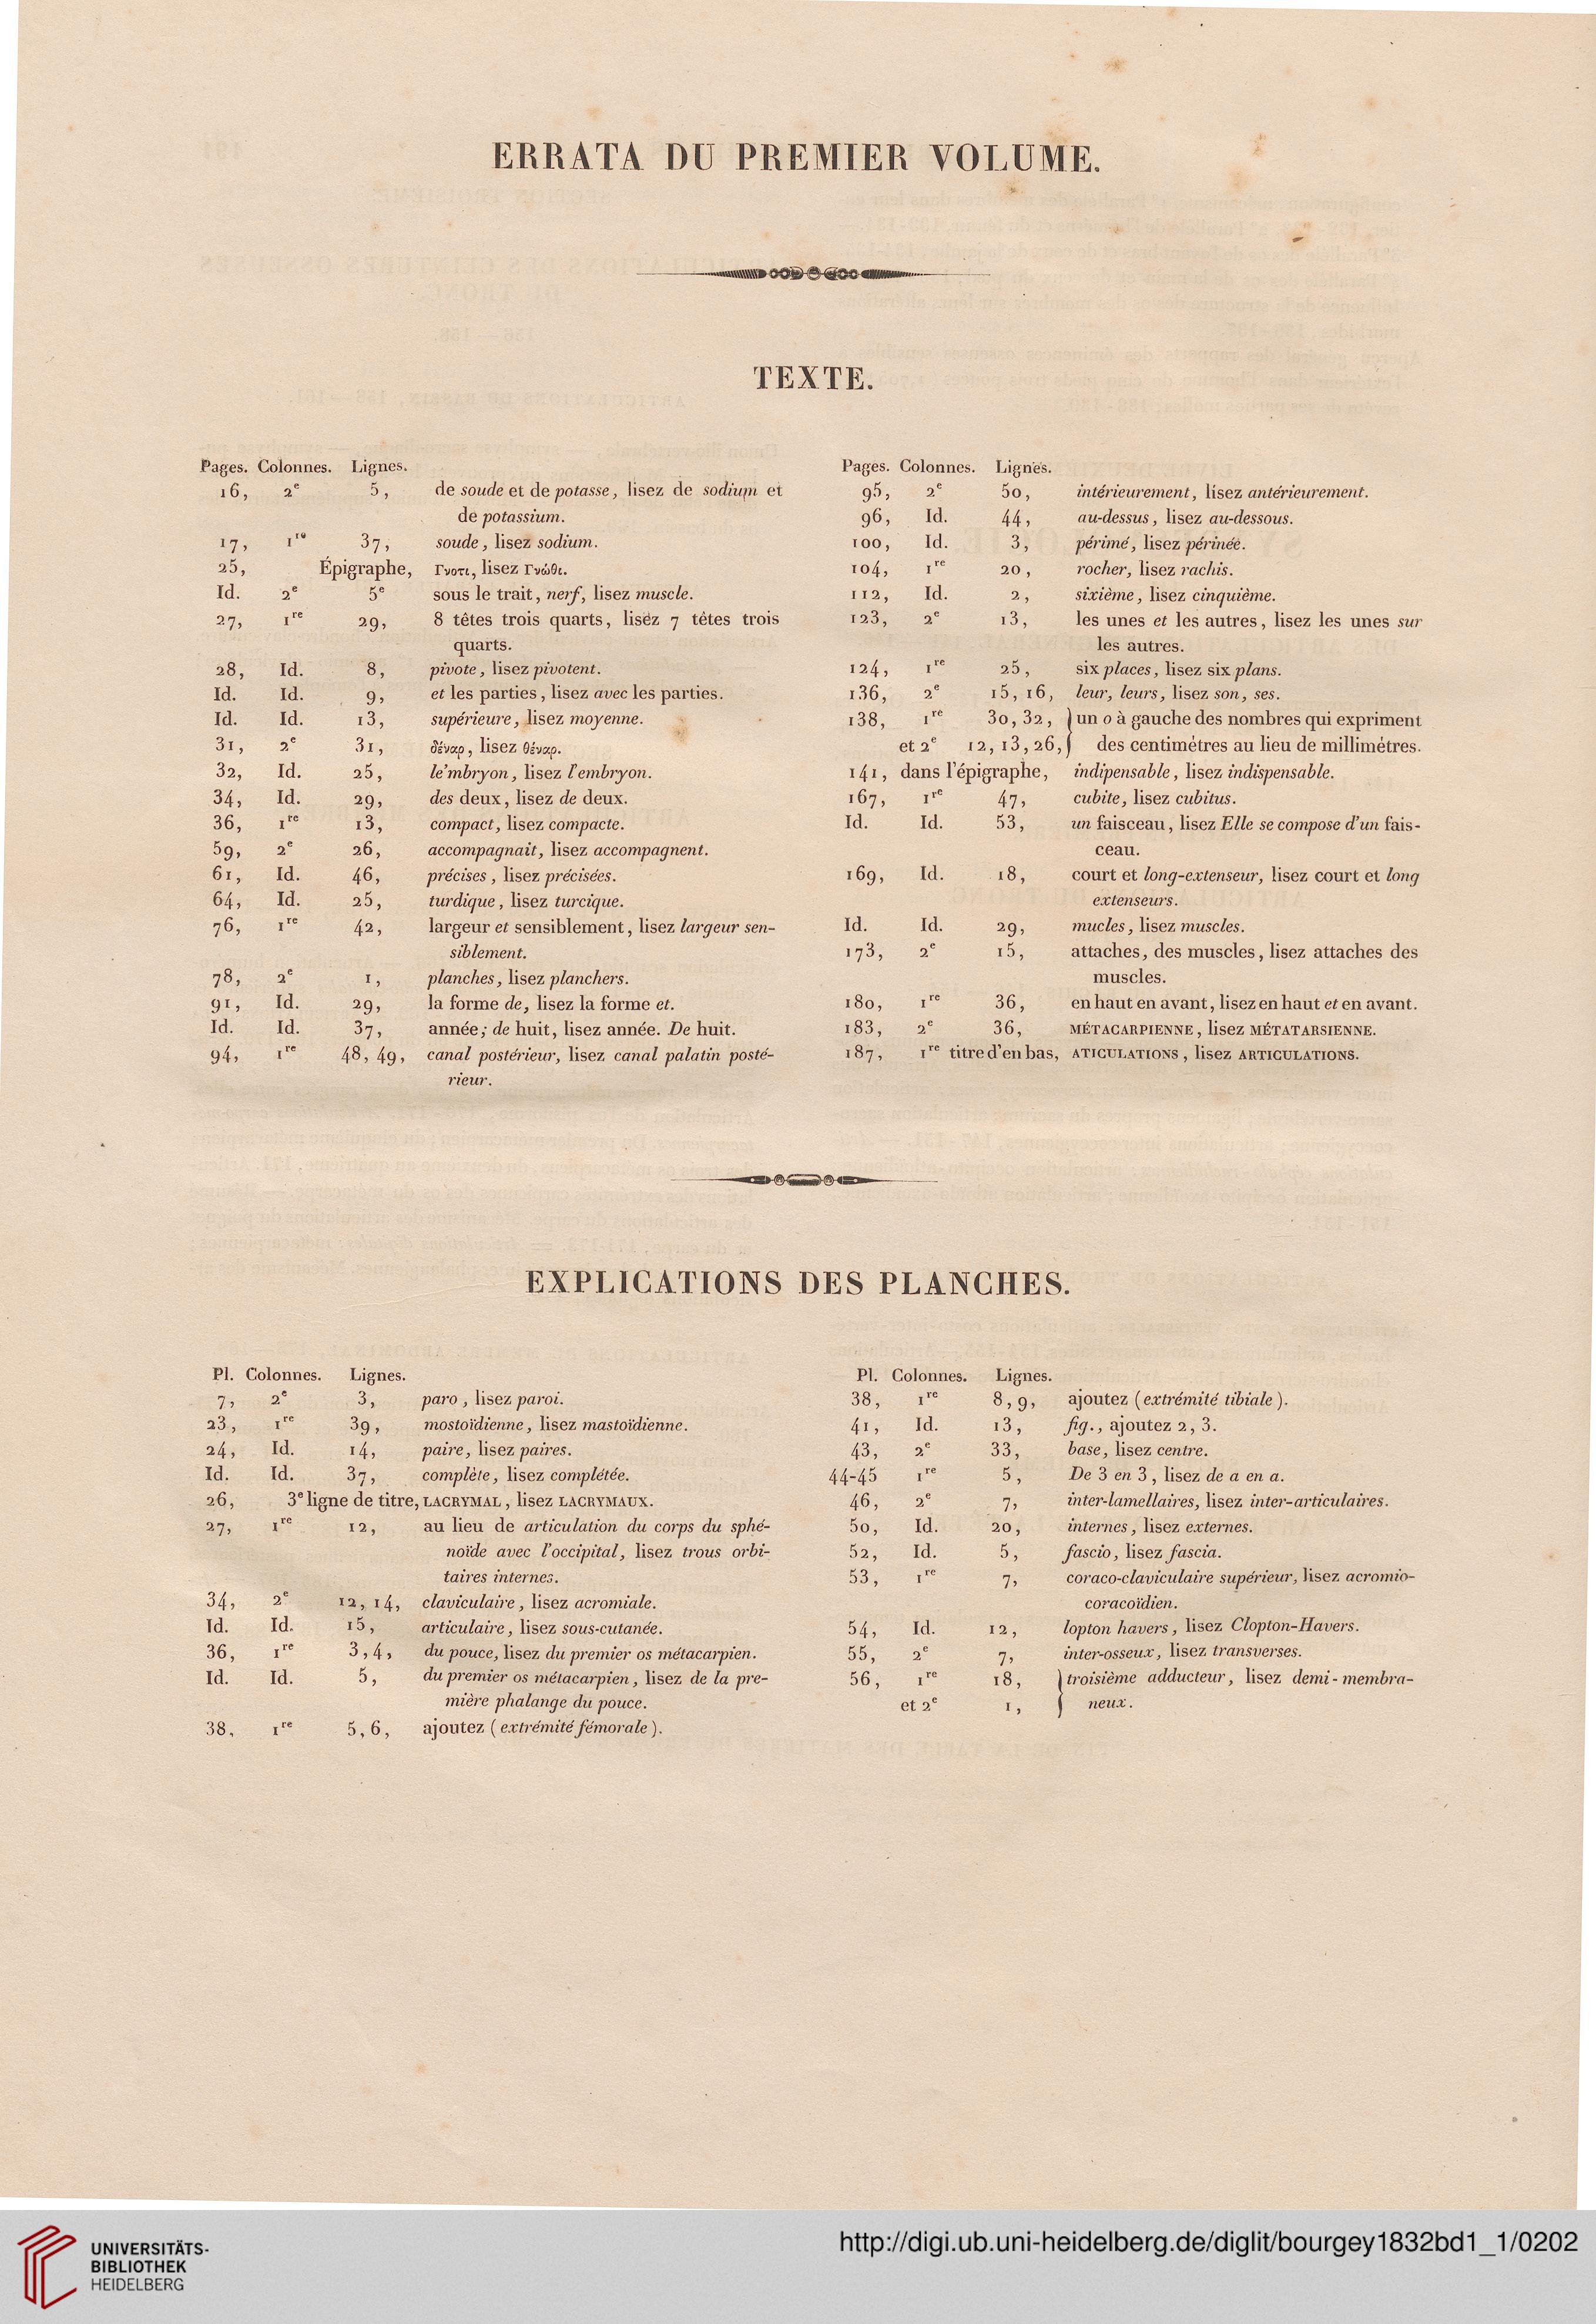 ERRATA DU PREMIER VOLUME.
TEXTE.
Pages. Colonnes. Lignes.
16, 2e 5, de soude et de potasse, lisez de sodium et
de potassium.
17, 1re 37, soude, lisez sodium.
25, Épigraphe, Γνοτι, lisez Γνώθι.
Id. 2e 5e sous le trait, nerf, lisez muscle.
27, 1re 29, 8 têtes trois quarts, lisez 7 têtes trois
quarts.
28, Id. 8, pivote, lisez pivotent.
Id. Id. 9, et les parties, lisez avec les parties.
Id. Id. 13, supérieure, lisez moyenne.
31, 2e 31, δέναρ, lisez θέναρ.
32, Id. 25, le'mbryon, lisez l'embryon.
34, Id. 29, des deux, lisez de deux.
36, 1re 13, compact, lisez compacte.
59, 2e 26, accompagnait, lisez accompagnent.
61, Id. 46, précises, lisez précisées.
64, Id. 25, turdique, lisez turcique.
76, 1re 42, largeur et sensiblement, lisez largeur sen-
siblement.
78, 2e 1, planches, lisez planchers.
91, Id. 29, la forme de, lisez la forme et.
Id. Id. 37, année; de huit, lisez année. De huit.
94, 1re 48, 49, canal postérieur, lisez canal palatin posté-
rieur.
Pages. Colonnes. Lignes.
95, 2e 50, intérieurement, lisez antérieurement.
96, Id. 44, au-dessus, lisez au-dessous.
100, Id. 3, périmé, lisez périnée.
104, 1re 20, rocher, lisez rachis.
112, Id. 2, sixième, lisez cinquième.
123, 2e 13, les unes et les autres, lisez les unes sur
les autres.
124, 1re 25, six places, lisez six plans.
136, 2e 15, 16, leur, leurs, lisez son, ses.
138, 1re 30, 32, } un o à gauche des nombres qui expriment
et 2e 12, 13, 26, } des centimètres au lieu de millimètres.
141, dans l'épigraphe, indipensable, lisez indispensable.
167, 1re 47, cubite, lisez cubitus.
Id. Id. 53, un faisceau, lisez Elle se compose d'un fais-
ceau.
169, Id. 18, court et long-extenseur, lisez court et long
extenseurs.
Id. Id. 29, mucles, lisez muscles.
173, 2e 15, attaches, des muscles, lisez attaches des
muscles.
180, 1re 36, en haut en avant, lisez en haut et en avant.
183, 2e 36, MÉTACARPIENNE, lisez MÉTATARSIENNE.
187, 1re titre d'en bas, ATICULATIONS, lisez ARTICULATIONS.
EXPLICATIONS DES PLANCHES.
Pl. Colonnes. Lignes.
7, 2e 3, paro, lisez paroi.
23, 1re 39, mostoïdienne, lisez mastoïdienne.
24, Id. 14, paire, lisez paires.
Id. Id. 37, complète, lisez complétée.
26, 3e ligne de titre, LACRYMAL, lisez LACRYMAUX.
27, 1re 12, au lieu de articulation du corps du sphé-
noïde avec l'occipital, lisez trous orbi-
taires internes.
34, 2e 12, 14, claviculaire, lisez acromiale.
Id. Id. 15, articulaire, lisez sous-cutanée.
36, 1re 3, 4, du pouce, lisez du premier os métacarpien.
Id. Id. 5, du premier os métacarpien, lisez de la pre-
mière phalange du pouce.
38, 1re 5, 6, ajoutez (extrémité fémorale).
Pl. Colonnes. Lignes.
38, 1re 8, 9, ajoutez (extrémité tibiale).
41, Id. 13, fig., ajoutez 2, 3.
43, 2e 33, base, lisez centre.
44-45 1re 5, De 3 en 3, lisez de a en a.
46, 2e 7, inter-lamellaires, lisez inter-articulaires.
50, Id. 20, internes, lisez externes.
52, Id. 5, fascio, lisez fascia.
53, 1re 7, coraco-claviculaire supérieur, lisez acromio-
coracoïdien.
54, Id. 12, lopton havers, lisez Clopton-Havers.
55, 2e 7, inter-osseux, lisez transverses.
56, 1re 18, } troisième adducteur, lisez demi-membra-
et 2e 1, } neux.
UNIVERSITÄTS-
BIBLIOTHEK
HEIDELBERG
http://digi.ub.uni-heidelberg.de/diglit/bourgey1832bd1_1/0202